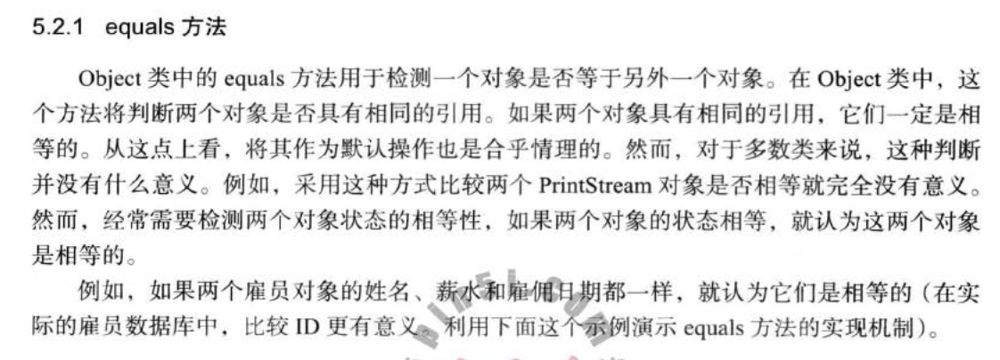 5.2.1 equals 方法
Object 类中的 equals 方法用于检测一个对象是否等于另外一个对象。在 Object 类中，这
个方法将判断两个对象是否具有相同的引用。如果两个对象具有相同的引用，它们一定是相
等的。从这点上看，将其作为默认操作也是合乎情理的。然而，对于多数类来说，这种判断
并没有什么意义。例如，采用这种方式比较两个 PrintStream 对象是否相等就完全没有意义。
然而，经常需要检测两个对象状态的相等性，如果两个对象的状态相等，就认为这两个对象
是相等的。
例如，如果两个雇员对象的姓名、薪水和雇佣日期都一样，就认为它们是相等的（在实
际的雇员数据库中，比较 ID 更有意义。利用下面这个示例演示 equals 方法的实现机制）。